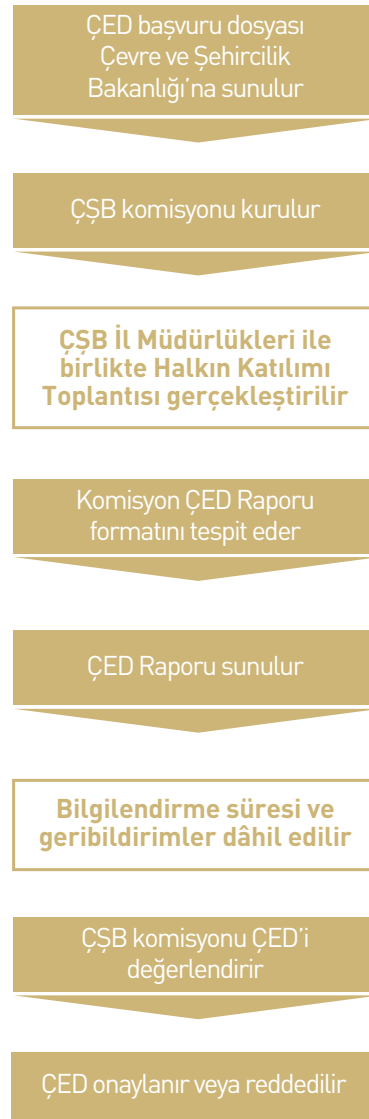 ÇED başvuru dosyası
Çevre ve Şehircilik
Bakanlığı’na sunulur
ÇŞB komisyonu kurulur
ÇŞB İl Müdürlükleri ile
birlikte Halkın Katılımı
Toplantısı gerçekleştirilir
Komisyon ÇED Raporu
formatını tespit eder
ÇED Raporu sunulur
Bilgilendirme süresi ve
geribildirimler dâhil edilir
ÇŞB komisyonu ÇED’i
değerlendirir
ÇED onaylanır veya reddedilir